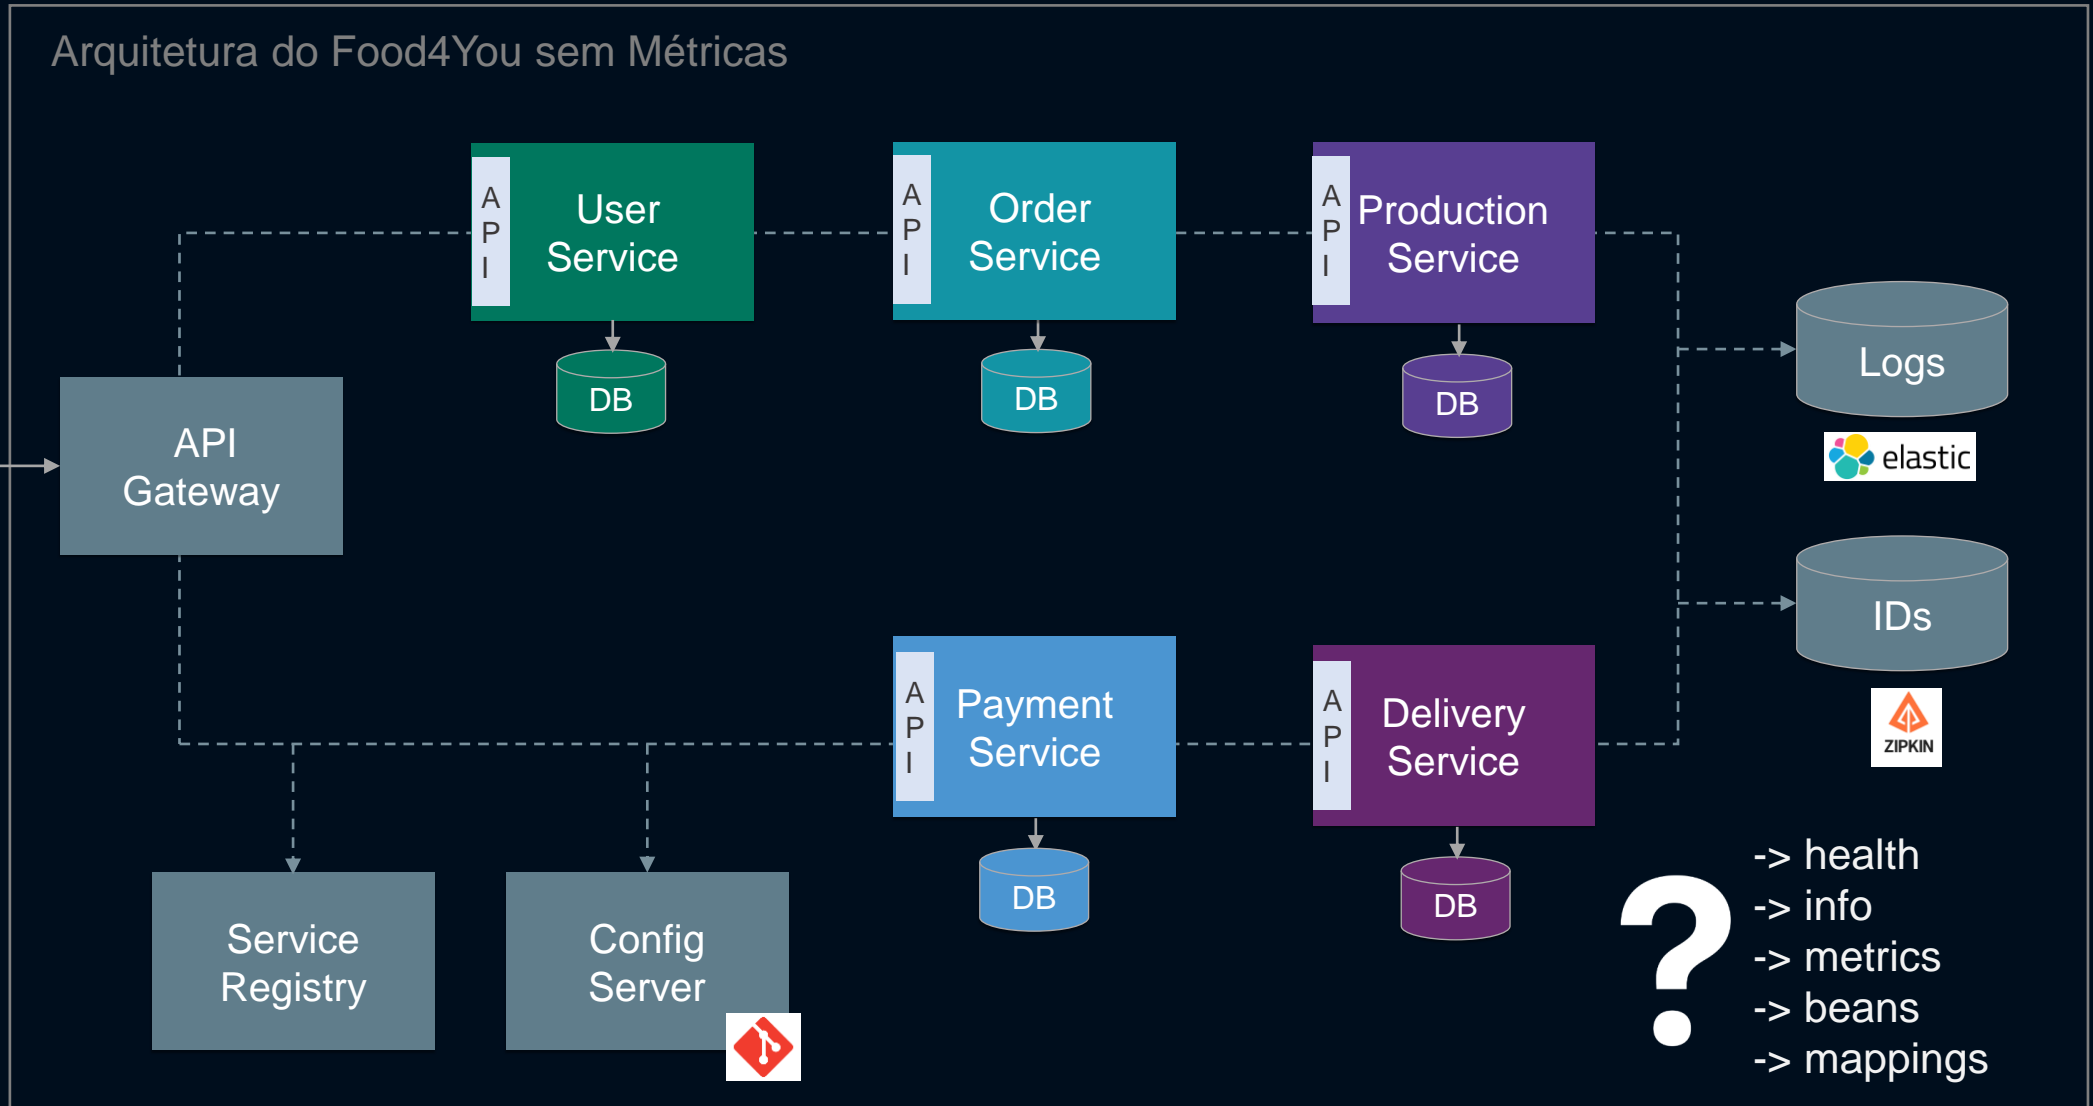 Arquitetura do Food4You sem Métricas
A
P
I
User
Service
DB
A
P
I
Order
Service
DB
A
P
I
Production
Service
DB
Logs
elastic
API
Gateway
IDs
ZIPKIN
A
P
I
Payment
Service
DB
A
P
I
Delivery
Service
DB
Service
Registry
Config
Server
?
-> health
-> info
-> metrics
-> beans
-> mappings